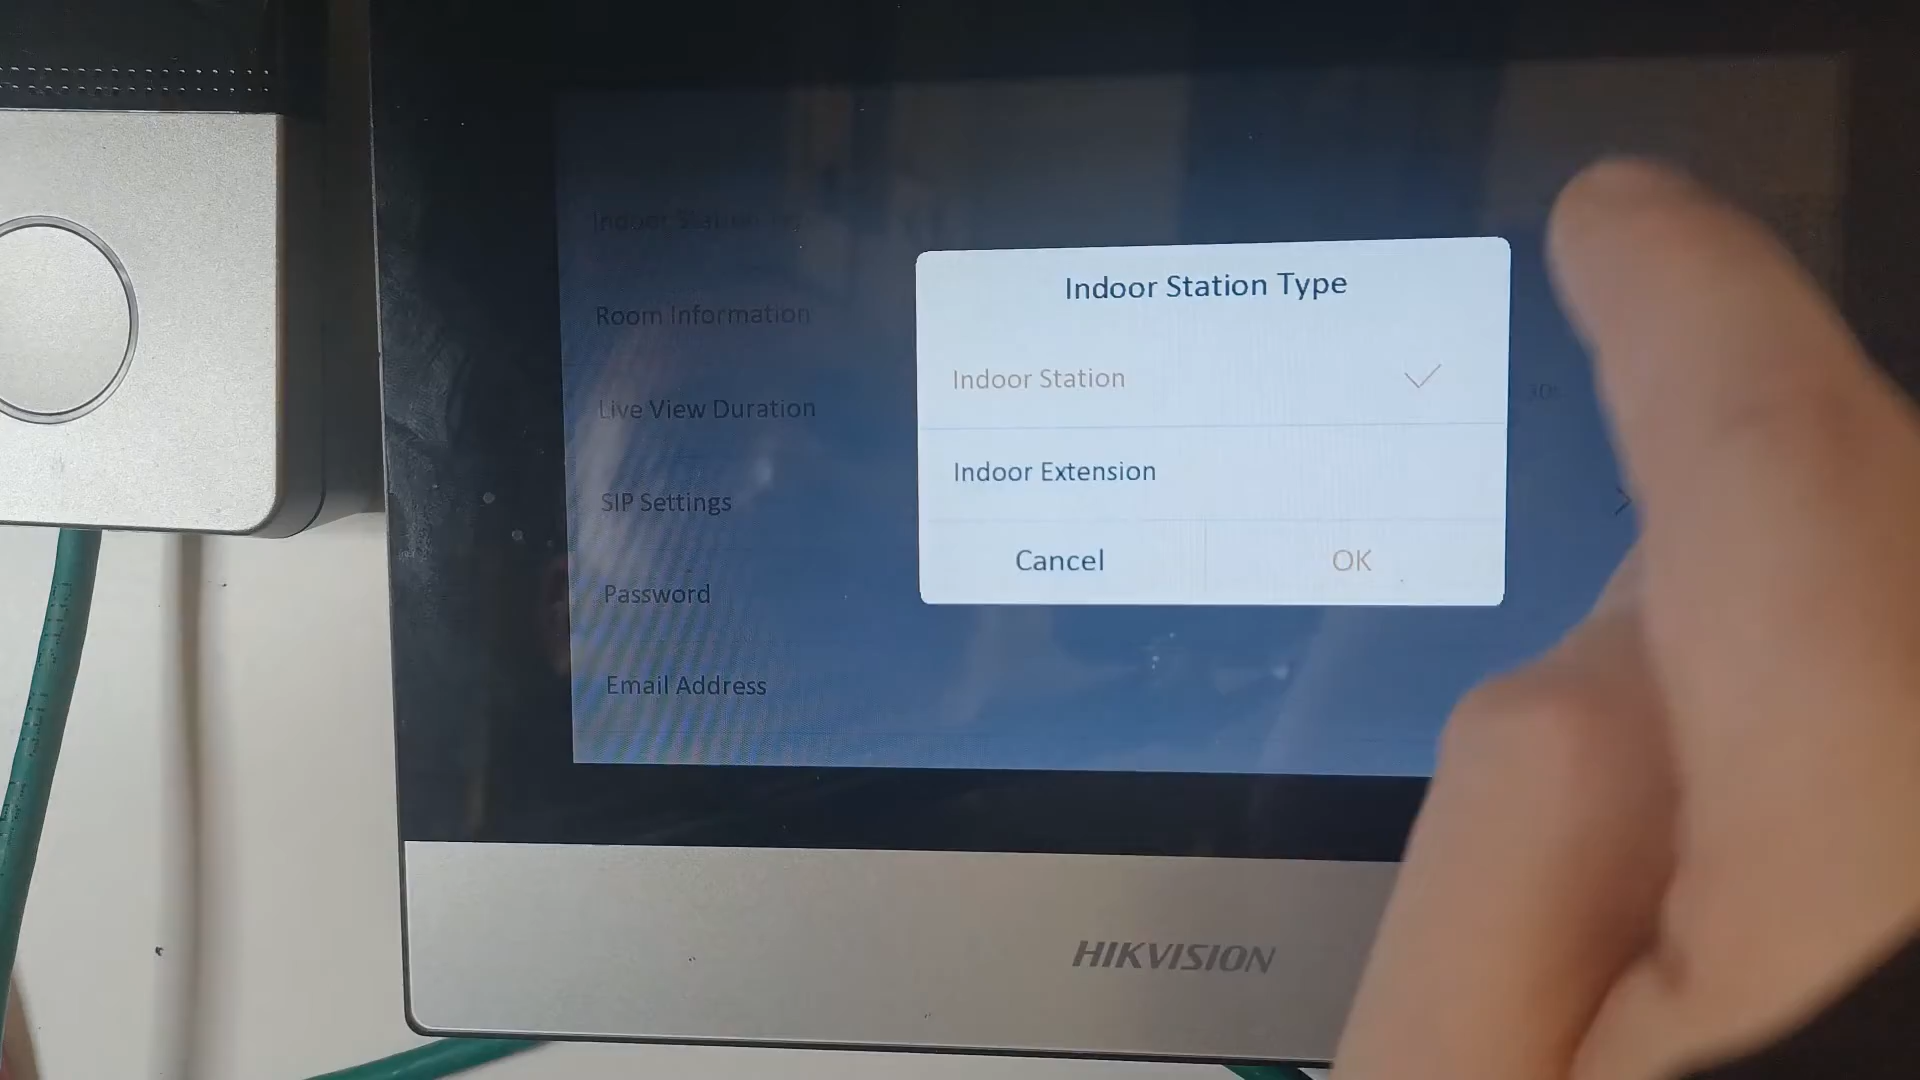 Indoor Station Type
Room Information
Live View Duration
SIP Settings
Password
Email Address
Indoor Station Type
Indoor Station
Indoor Extension
Cancel
OK
HIKVISION